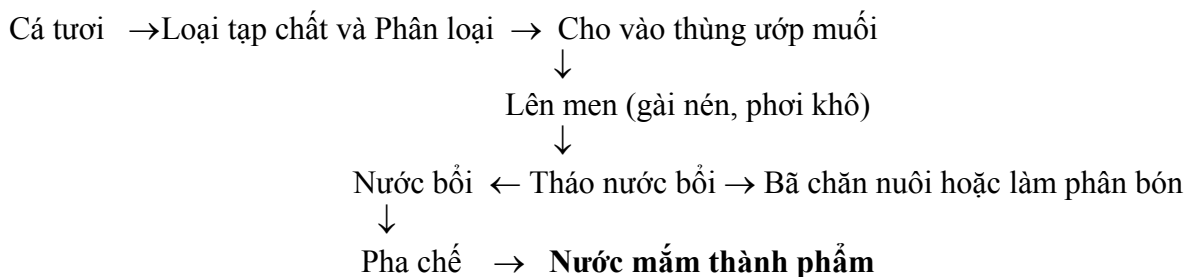 Cá tươi → Loại tạp chất và Phân loại → Cho vào thùng ướp muối
↓
Lên men (gài nén, phơi khô)
↓
Nước bổi ← Tháo nước bổi → Bã chăn nuôi hoặc làm phân bón
↓
Pha chế → Nước mắm thành phẩm